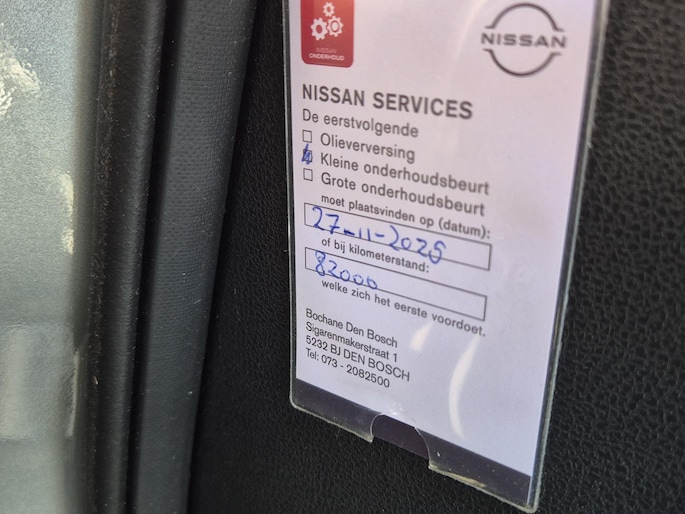 NISSAN
ONDERHOUD
NISSAN
NISSAN SERVICES
De eerstvolgende
Olieverversing
Kleine onderhoudsbeurt
Grote onderhoudsbeurt
moet plaatsvinden op (datum):
27-11-2026
of bij kilometerstand:
82000
welke zich het eerste voordoet.
Bochane Den Bosch
Sigarenmakerstraat 1
5232 BJ DEN BOSCH
Tel: 073 - 2082500